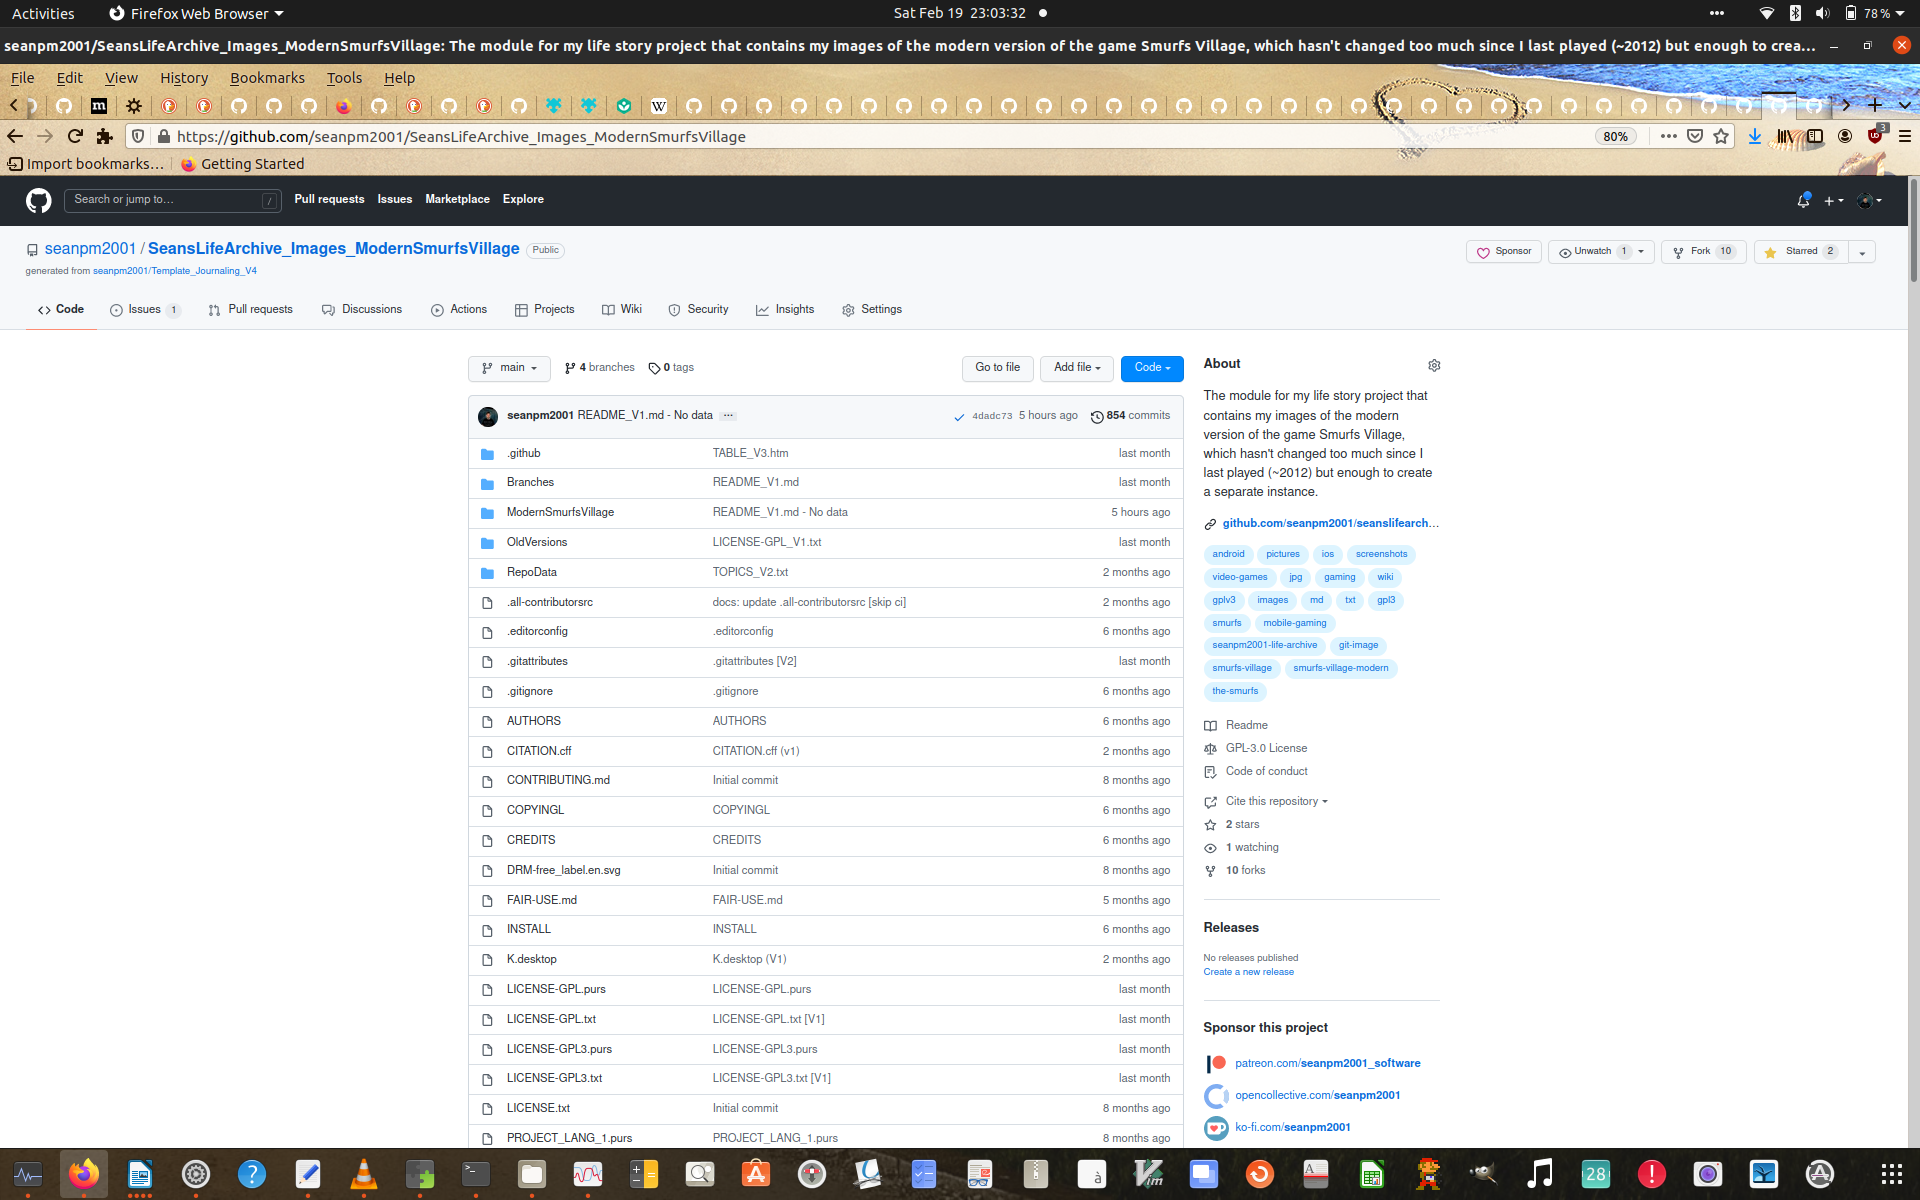 Activities
Firefox Web Browser
Sat Feb 19 23:03:32
78 %
seanpm2001/SeansLifeArchive_Images_ModernSmurfsVillage: The module for my life story project that contains my images of the modern version of the game Smurfs Village, which hasn't changed too much since I last played (~2012) but enough to crea…
File Edit View History Bookmarks Tools Help
https://github.com/seanpm2001/SeansLifeArchive_Images_ModernSmurfsVillage
80%
3
Import bookmarks… Getting Started
Search or jump to… /
Pull requests Issues Marketplace Explore
seanpm2001 / SeansLifeArchive_Images_ModernSmurfsVillage Public
generated from seanpm2001/Template_Journaling_V4
Sponsor Unwatch 1 Fork 10 Starred 2
Code Issues 1 Pull requests Discussions Actions Projects Wiki Security Insights Settings
main 4 branches 0 tags Go to file Add file Code
seanpm2001 README_V1.md - No data ... 4dadc73 5 hours ago 854 commits
.github TABLE_V3.htm last month
Branches README_V1.md last month
ModernSmurfsVillage README_V1.md - No data 5 hours ago
OldVersions LICENSE-GPL_V1.txt last month
RepoData TOPICS_V2.txt 2 months ago
.all-contributorsrc docs: update .all-contributorsrc [skip ci] 2 months ago
.editorconfig .editorconfig 6 months ago
.gitattributes .gitattributes [V2] last month
.gitignore .gitignore 6 months ago
AUTHORS AUTHORS 6 months ago
CITATION.cff CITATION.cff (v1) 2 months ago
CONTRIBUTING.md Initial commit 8 months ago
COPYINGL COPYINGL 6 months ago
CREDITS CREDITS 6 months ago
DRM-free_label.en.svg Initial commit 8 months ago
FAIR-USE.md FAIR-USE.md 5 months ago
INSTALL INSTALL 6 months ago
K.desktop K.desktop (V1) 2 months ago
LICENSE-GPL.purs LICENSE-GPL.purs last month
LICENSE-GPL.txt LICENSE-GPL.txt [V1] last month
LICENSE-GPL3.purs LICENSE-GPL3.purs last month
LICENSE-GPL3.txt LICENSE-GPL3.txt [V1] last month
LICENSE.txt Initial commit 8 months ago
PROJECT_LANG_1.purs PROJECT_LANG_1.purs 8 months ago
About
The module for my life story project that
contains my images of the modern
version of the game Smurfs Village,
which hasn't changed too much since I
last played (~2012) but enough to create
a separate instance.
github.com/seanpm2001/seanslifearch…
android pictures ios screenshots
video-games jpg gaming wiki
gplv3 images md txt gpl3
smurfs mobile-gaming
seanpm2001-life-archive git-image
smurfs-village smurfs-village-modern
the-smurfs
Readme
GPL-3.0 License
Code of conduct
Cite this repository
2 stars
1 watching
10 forks
Releases
No releases published
Create a new release
Sponsor this project
patreon.com/seanpm2001_software
opencollective.com/seanpm2001
ko-fi.com/seanpm2001
28